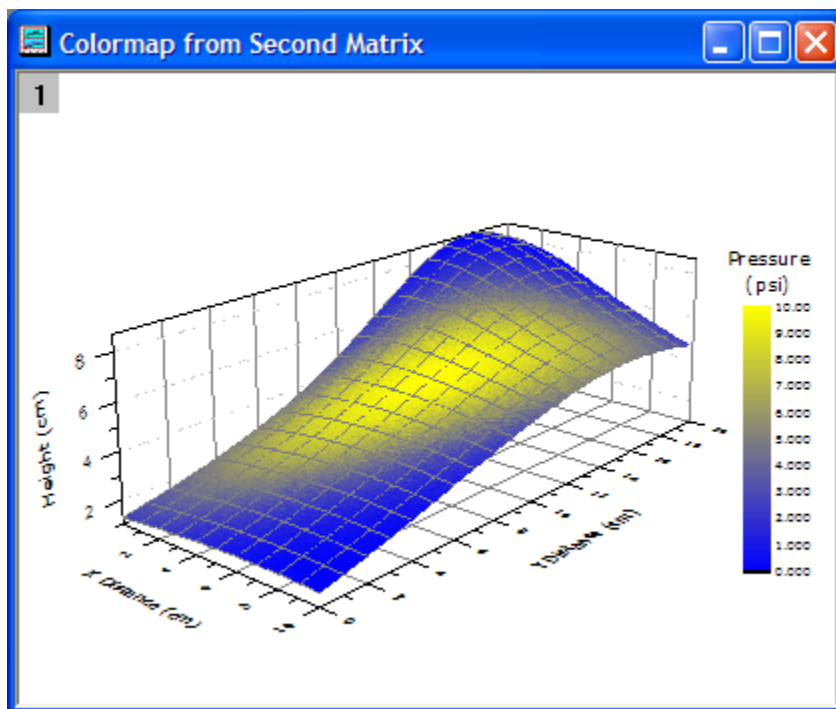 Colormap from Second Matrix
1
Pressure
(psi)
10.00
9.000
8.000
7.000
6.000
5.000
4.000
3.000
2.000
1.000
0.000
8
6
4
2
Height (cm)
X Distance (cm)
Y Distance (cm)
0